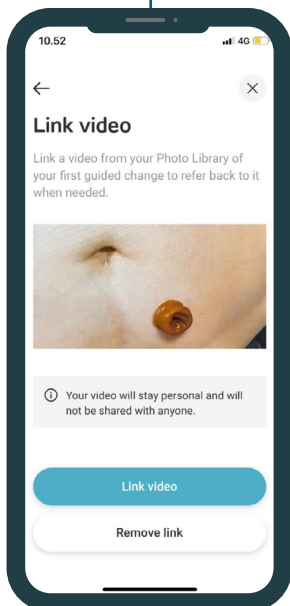 10.52
4G
Link video
Link a video from your Photo Library of
your first guided change to refer back to it
when needed.
Your video will stay personal and will
not be shared with anyone.
Link video
Remove link